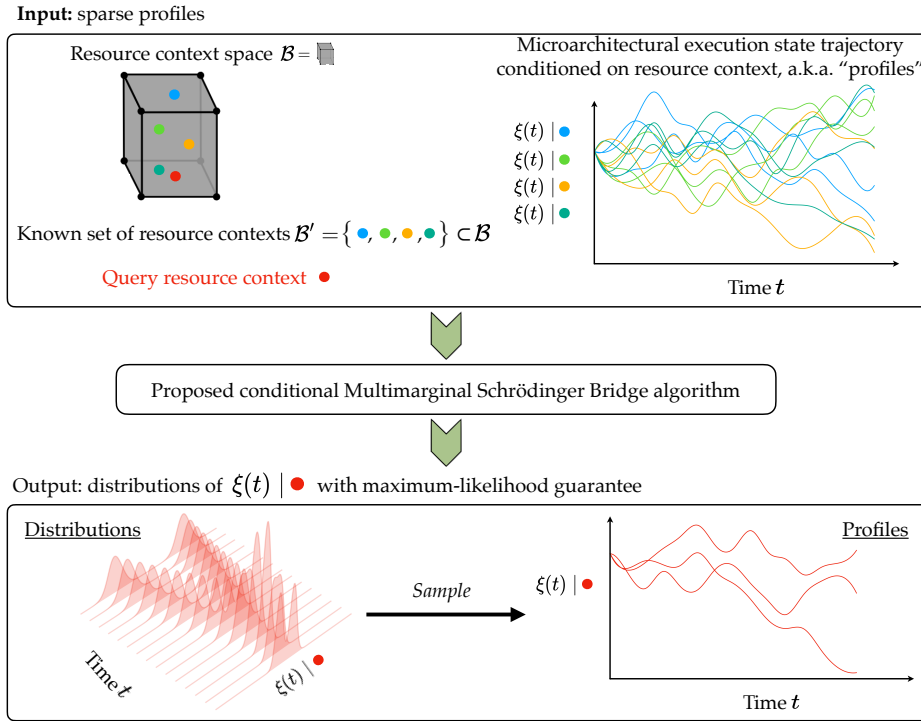 Input: sparse profiles
Resource context space ℬ =
Microarchitectural execution state trajectory
conditioned on resource context, a.k.a. “profiles”
ξ(t) |
ξ(t) |
ξ(t) |
ξ(t) |
Known set of resource contexts ℬ′ = { , , , } ⊂ ℬ
Query resource context
Time t
Proposed conditional Multimarginal Schrödinger Bridge algorithm
Output: distributions of ξ(t) | with maximum-likelihood guarantee
Distributions
Time t
ξ(t) |
Sample
Profiles
ξ(t) |
Time t